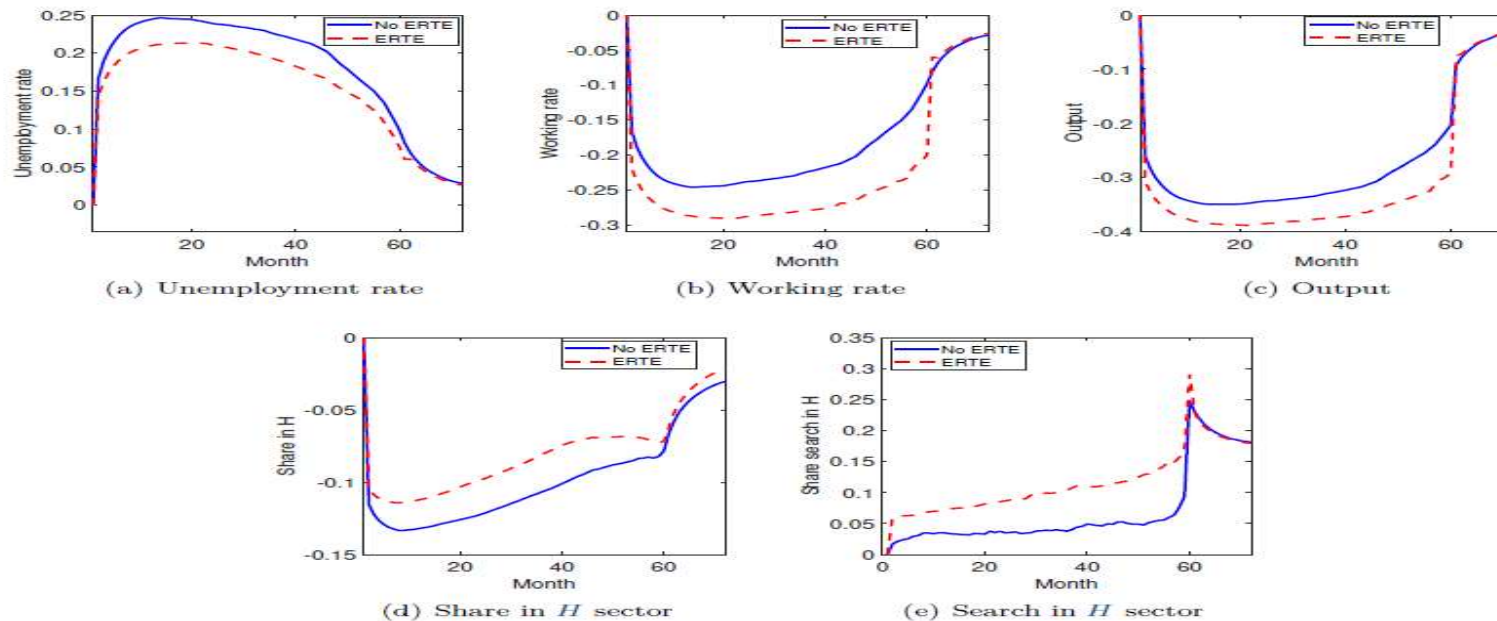 Unemployment rate
0.25
0.2
0.15
0.1
0.05
0
No ERTE
ERTE
20 40 60
Month
(a) Unemployment rate
Working rate
0
-0.05
-0.1
-0.15
-0.2
-0.25
-0.3
No ERTE
ERTE
20 40 60
Month
(b) Working rate
Output
0
-0.1
-0.2
-0.3
-0.4
No ERTE
ERTE
20 40 60
Month
(c) Output
Share in H
0
-0.05
-0.1
-0.15
No ERTE
ERTE
20 40 60
Month
(d) Share in H sector
Share search in H
0.35
0.3
0.25
0.2
0.15
0.1
0.05
0
No ERTE
ERTE
0 20 40 60
Month
(e) Search in H sector